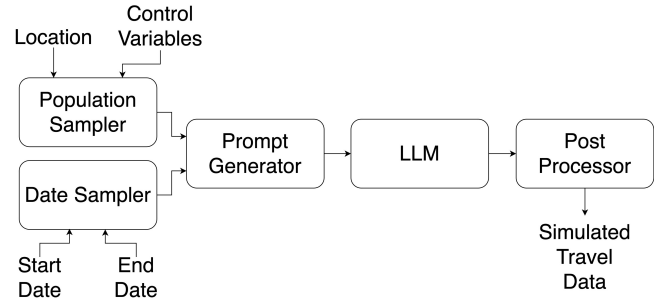 Location
Control
Variables
Population
Sampler
Date Sampler
Start
Date
End
Date
Prompt
Generator
LLM
Post
Processor
Simulated
Travel
Data